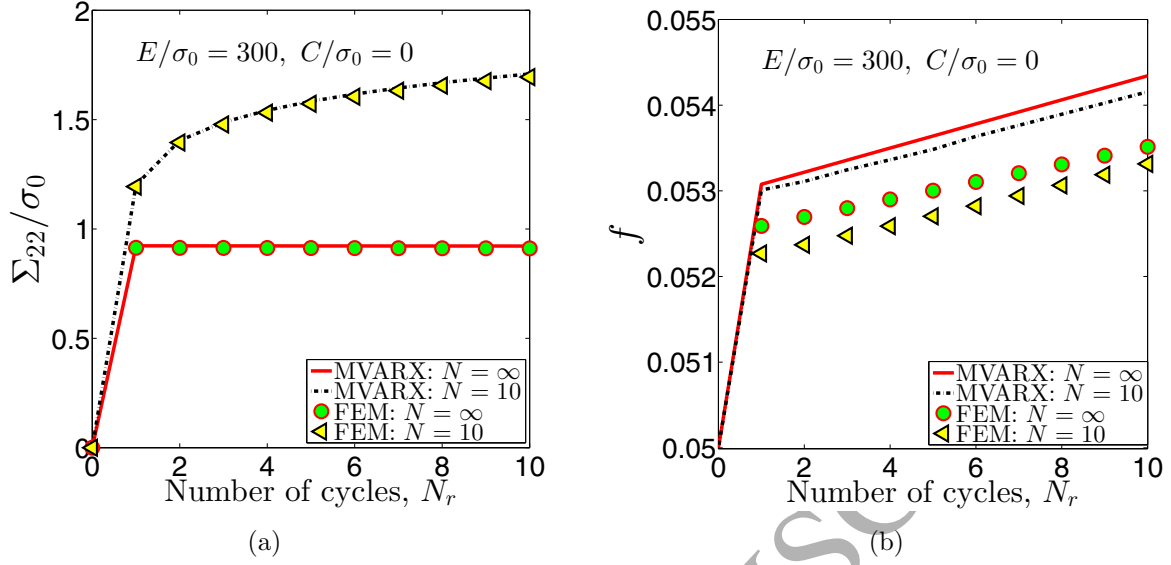 2
1.5
1
0.5
0
0 2 4 6 8 10
Σ22/σ0
E/σ0 = 300, C/σ0 = 0
MVARX: N = ∞
MVARX: N = 10
FEM: N = ∞
FEM: N = 10
Number of cycles, Nr
(a)
0.055
0.054
0.053
0.052
0.051
0.05
0 2 4 6 8 10
f
E/σ0 = 300, C/σ0 = 0
MVARX: N = ∞
MVARX: N = 10
FEM: N = ∞
FEM: N = 10
Number of cycles, Nr
(b)